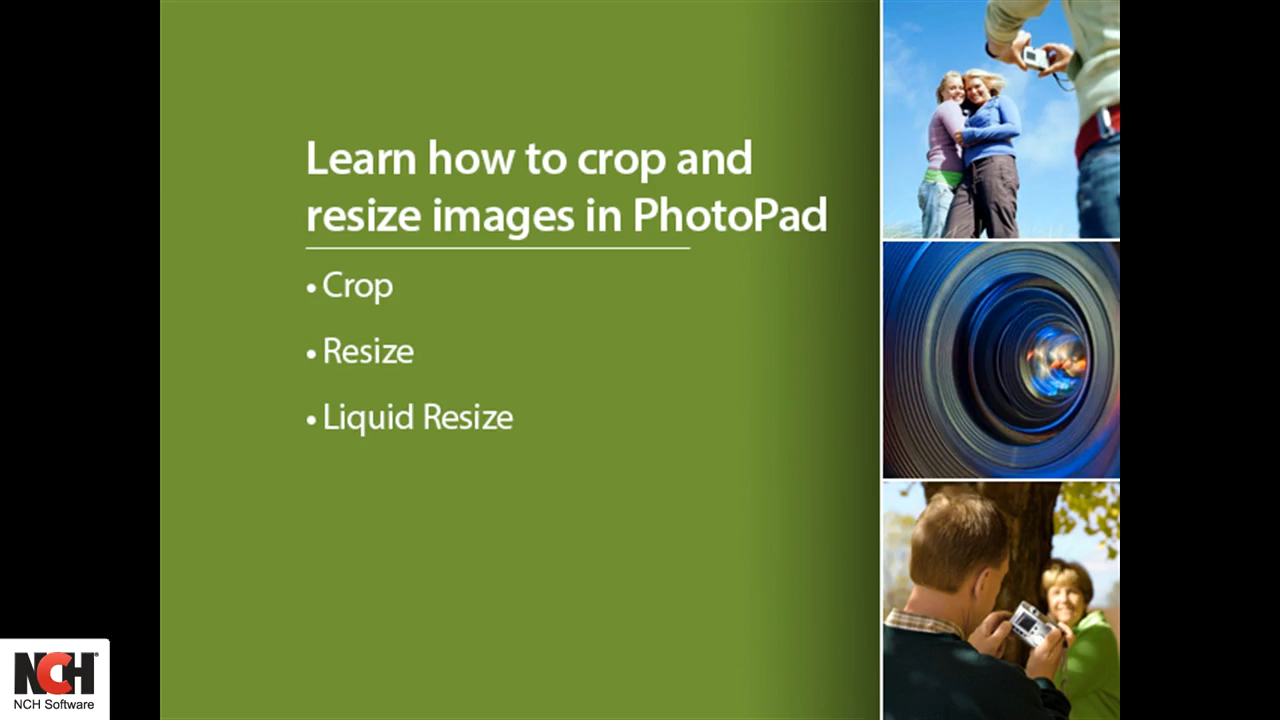 Learn how to crop and
resize images in PhotoPad
• Crop
• Resize
• Liquid Resize
NCH®
NCH Software